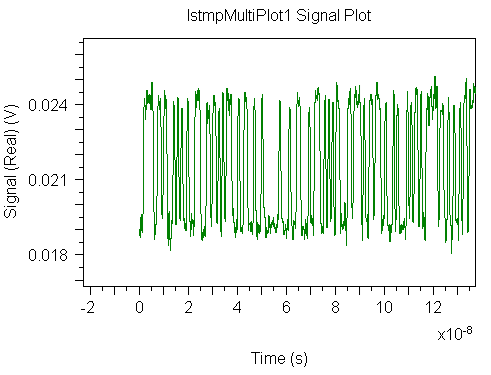 lstmpMultiPlot1 Signal Plot
Signal (Real) (V)
0.024
0.021
0.018
-2 0 2 4 6 8 10 12
x10-8
Time (s)